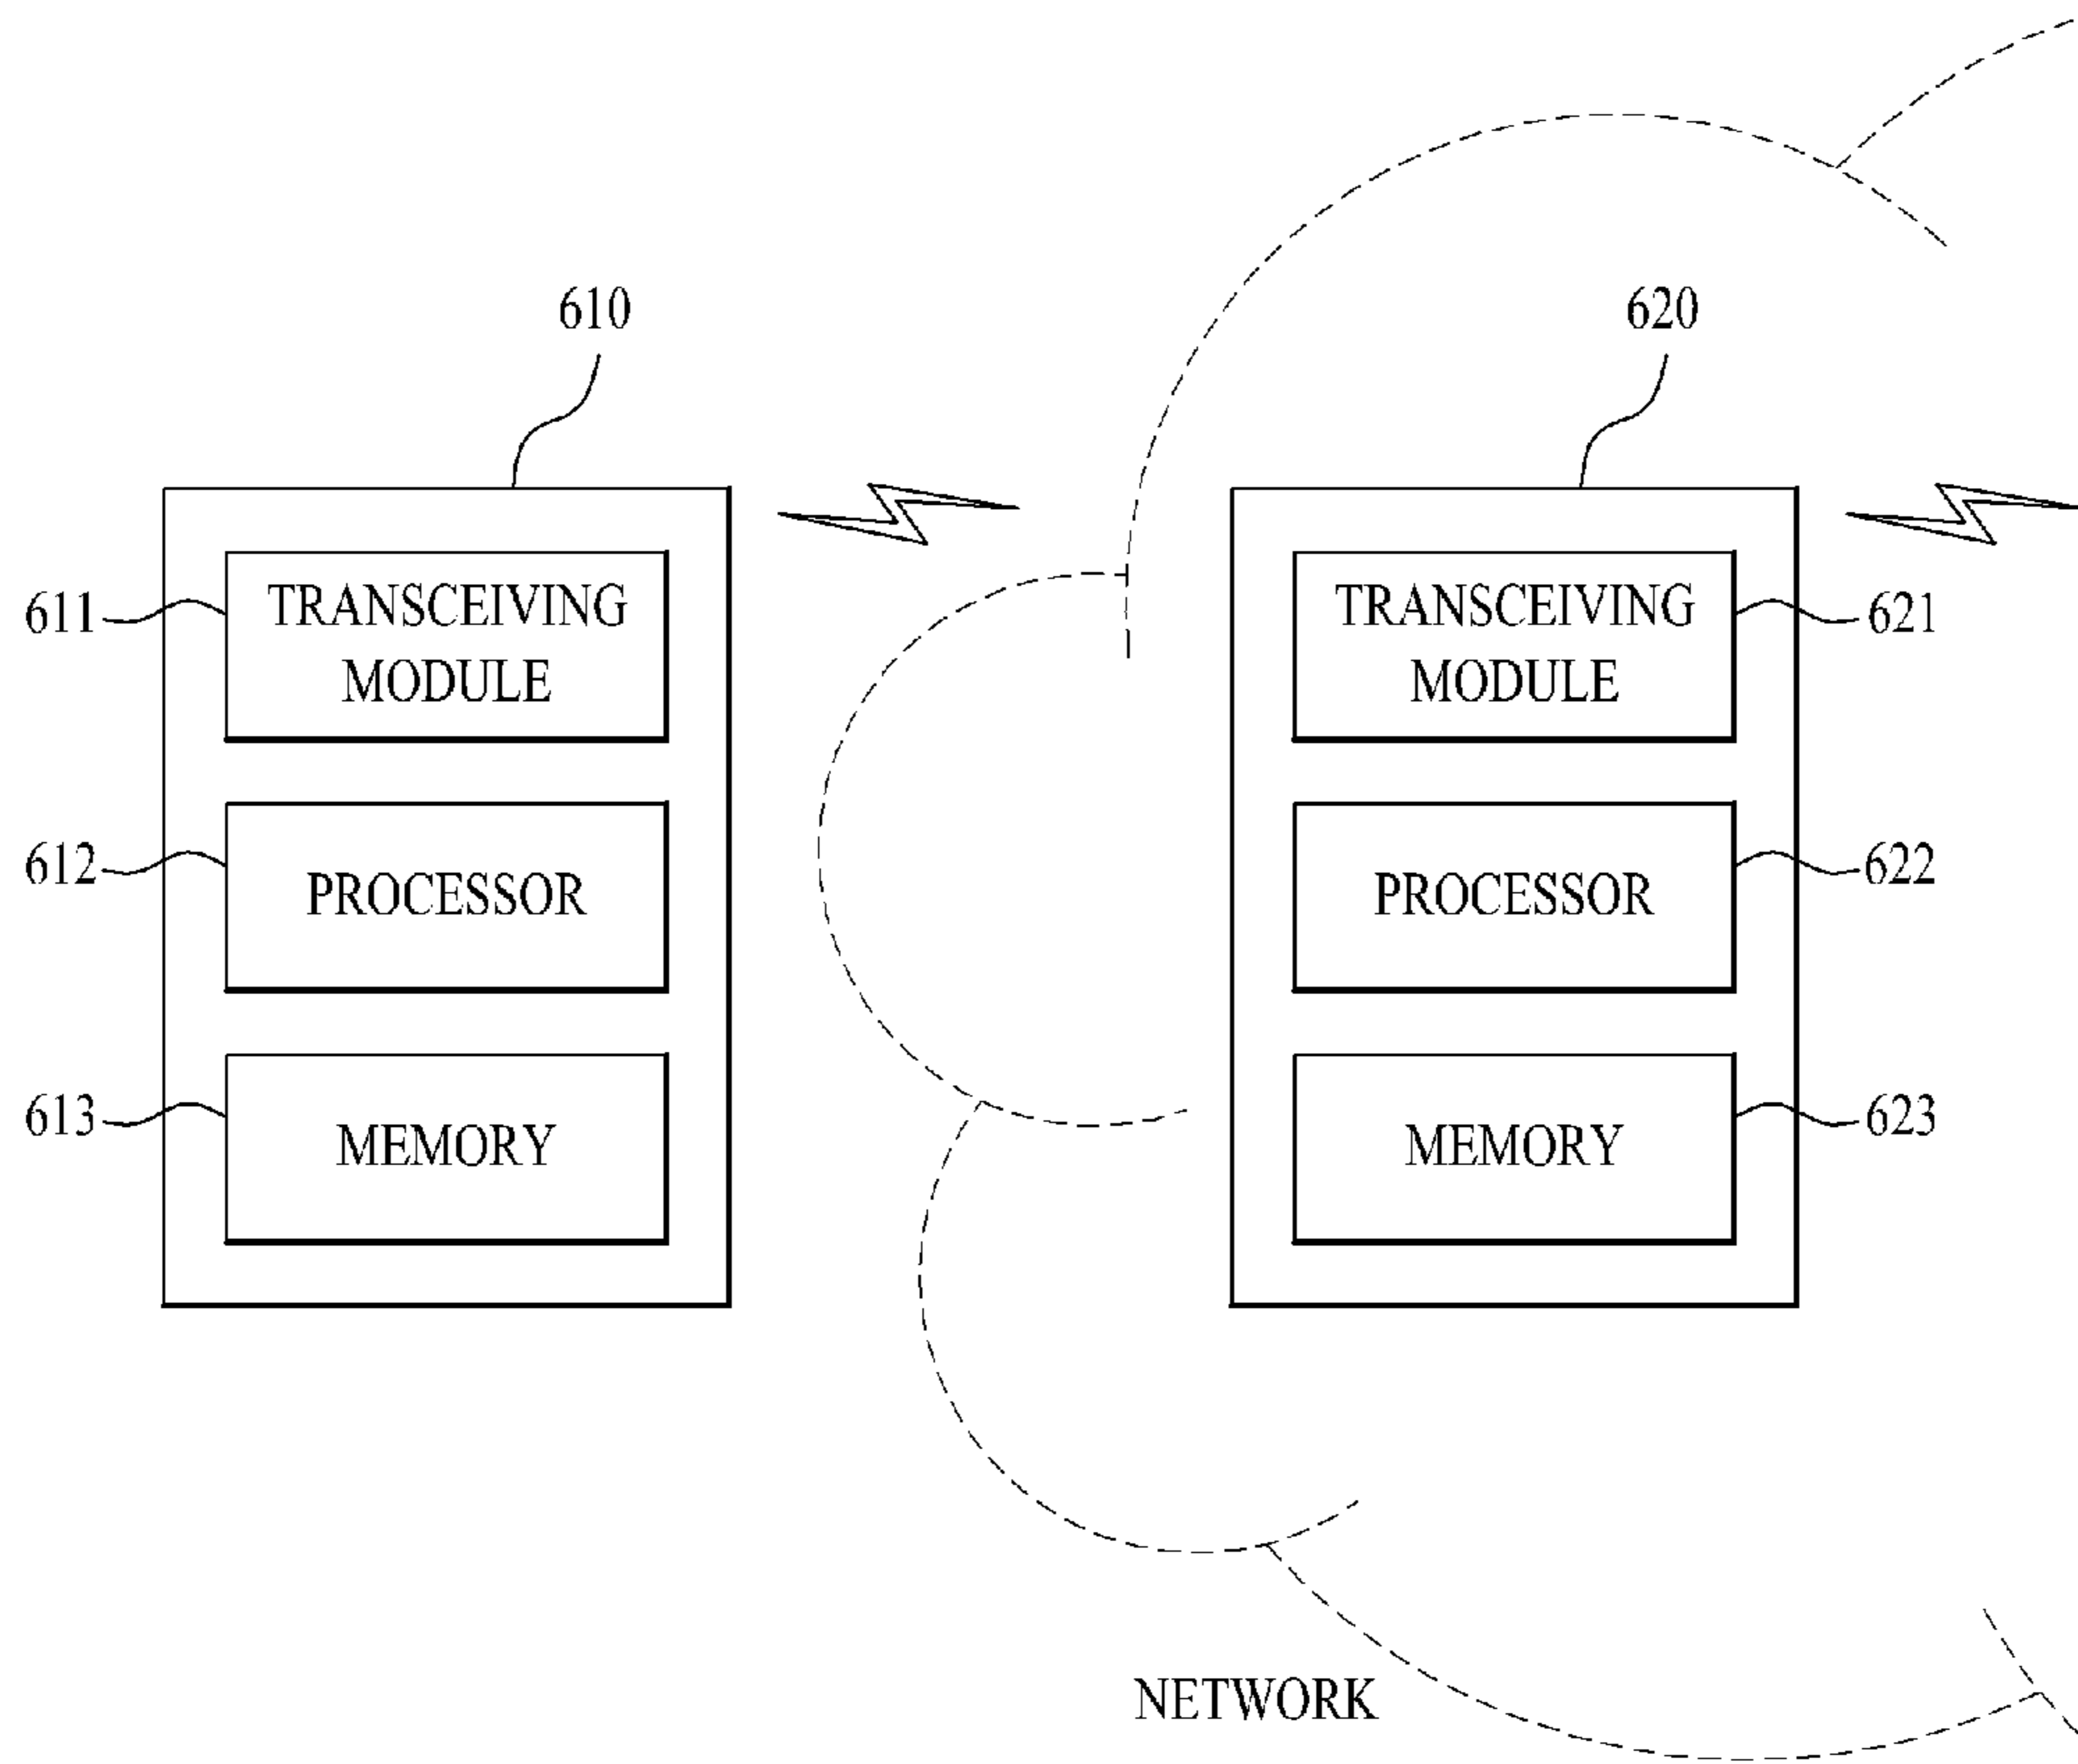 610
620
611
TRANSCEIVING
MODULE
TRANSCEIVING
MODULE
621
612
PROCESSOR
PROCESSOR
622
613
MEMORY
MEMORY
623
NETWORK